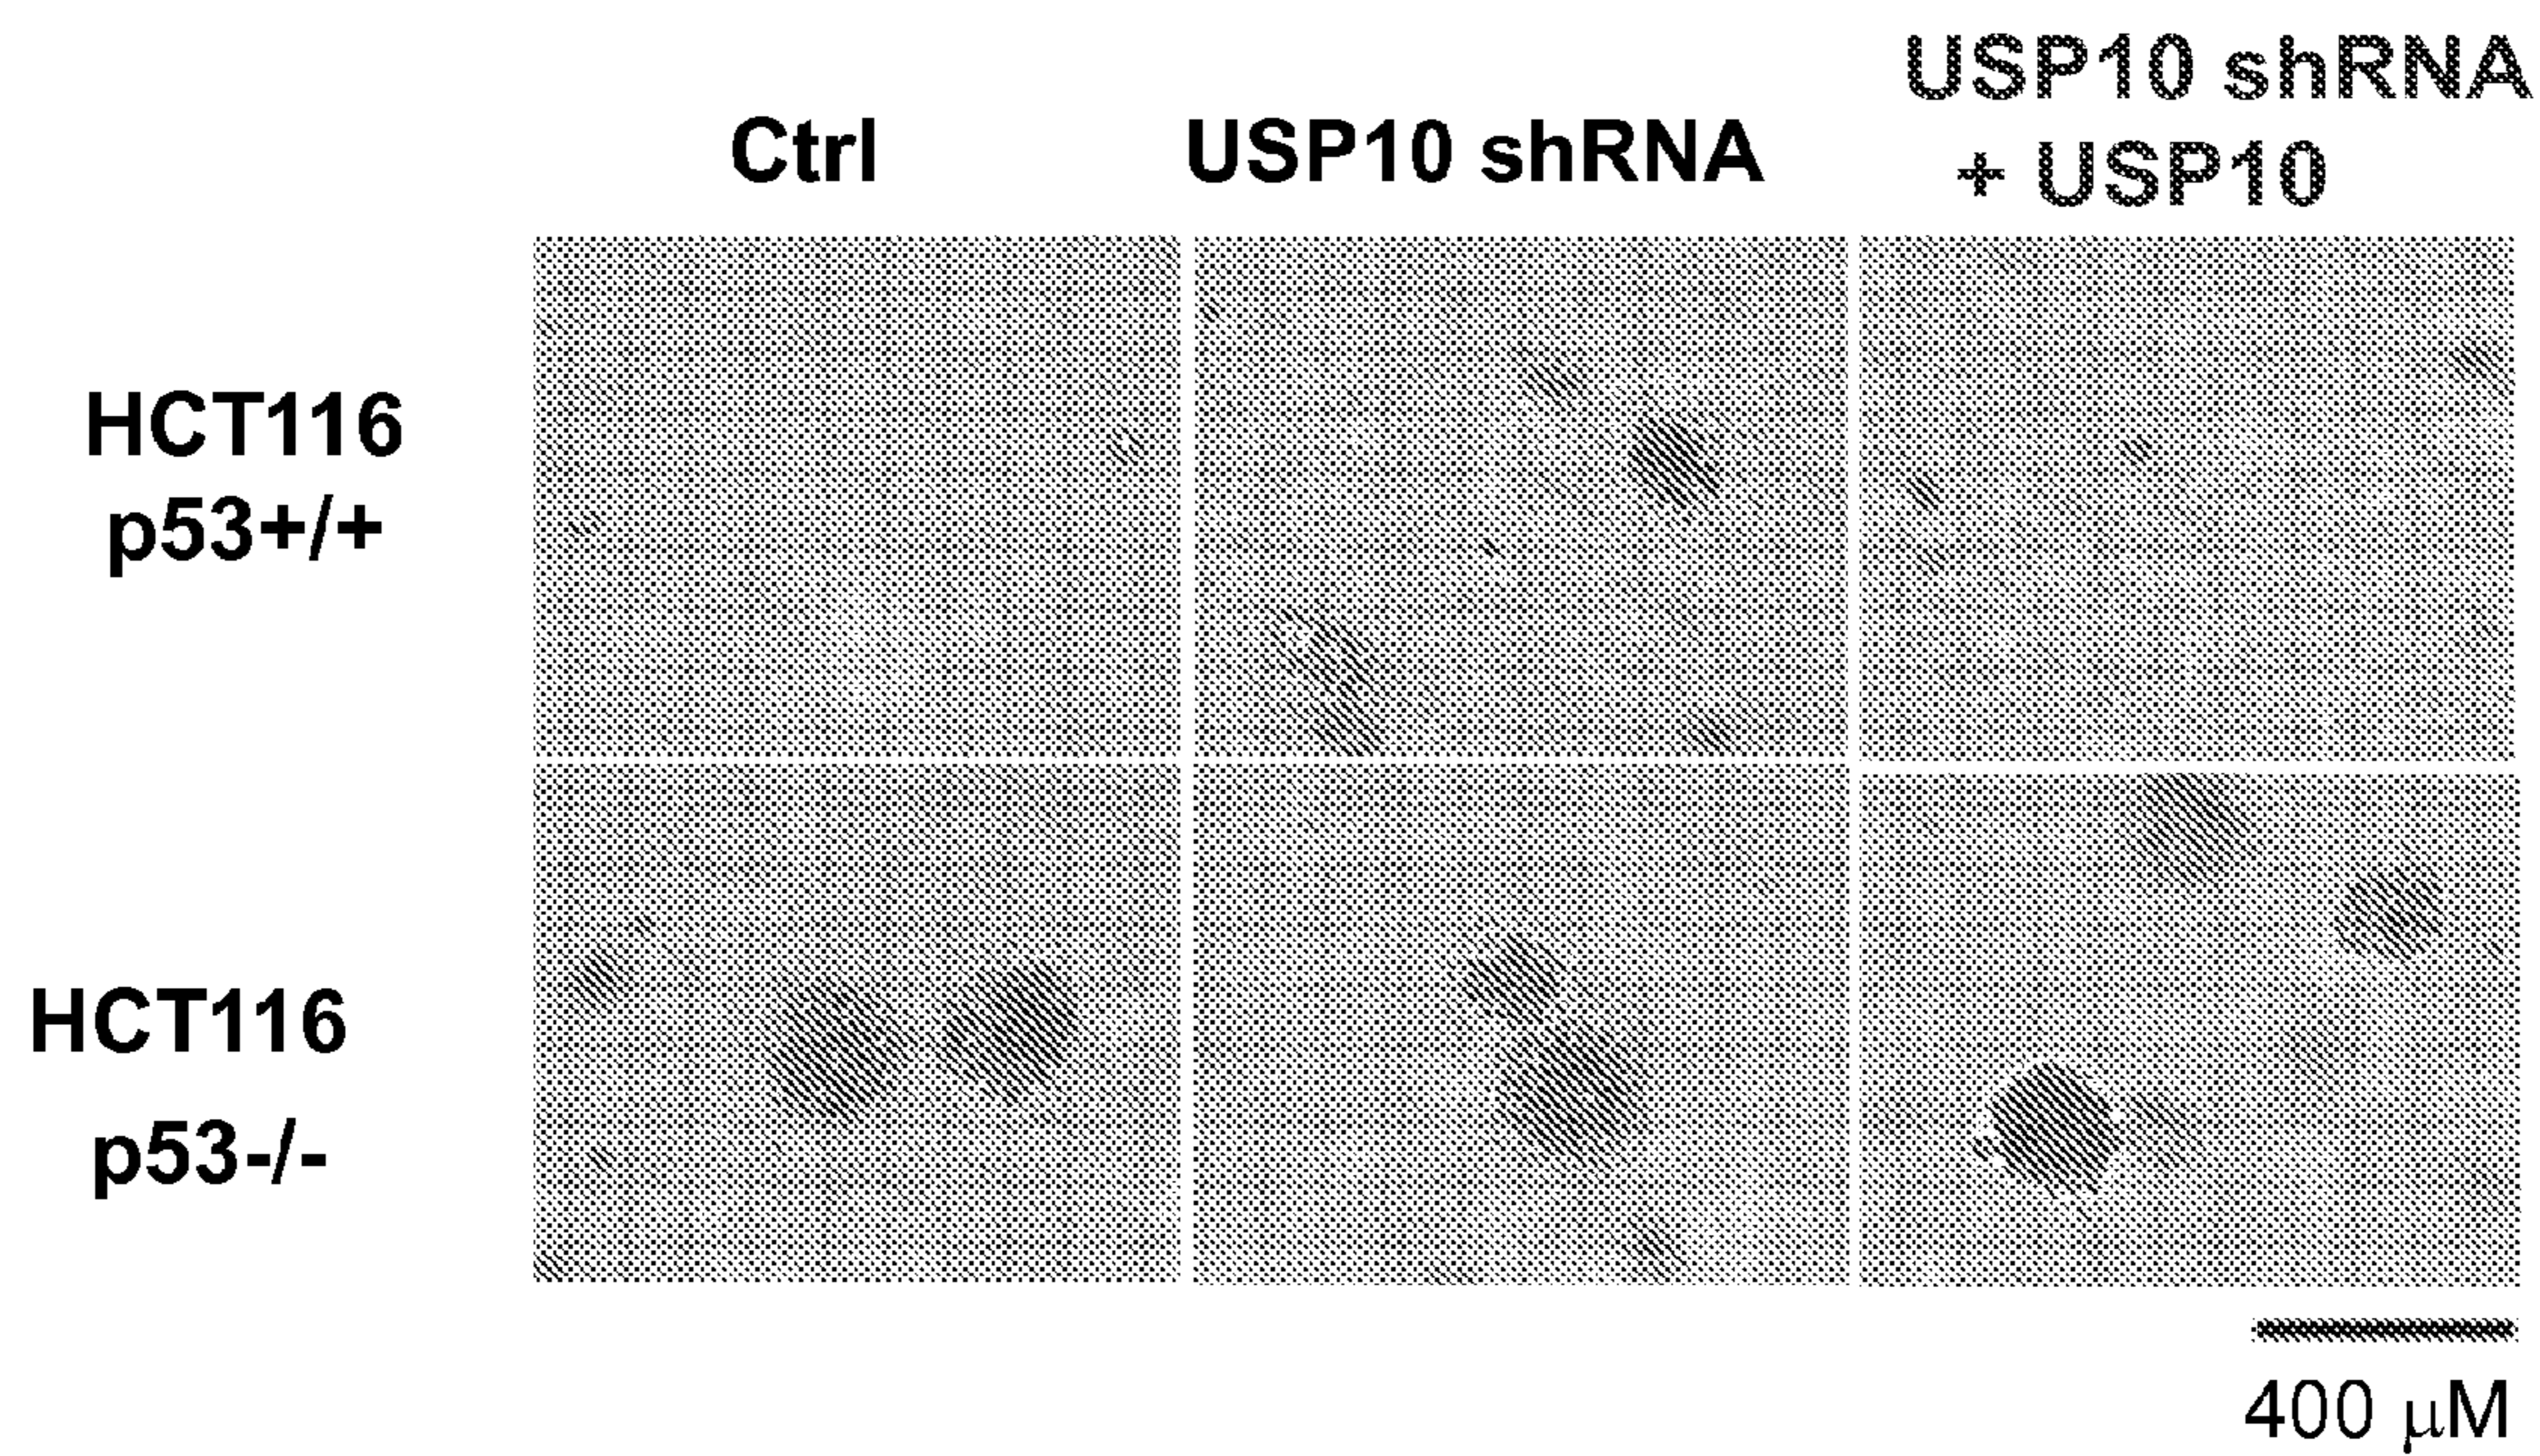 USP10 shRNA
+ USP10
Ctrl
USP10 shRNA
HCT116
p53+/+
HCT116
p53-/-
400 μM